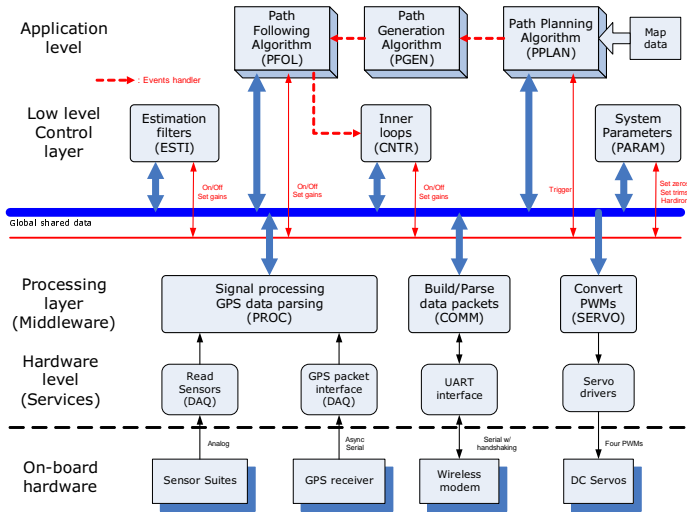 Application
level
Path
Following
Algorithm
(PFOL)
Path
Generation
Algorithm
(PGEN)
Path Planning
Algorithm
(PPLAN)
Map
data
: Events handler
Low level
Control
layer
Estimation
filters
(ESTI)
Inner
loops
(CNTR)
System
Parameters
(PARAM)
On/Off
Set gains
On/Off
Set gains
On/Off
Set gains
Trigger
Set zeros
Set trims
Hardiron
Global shared data
Processing
layer
(Middleware)
Signal processing
GPS data parsing
(PROC)
Build/Parse
data packets
(COMM)
Convert
PWMs
(SERVO)
Hardware
level
(Services)
Read
Sensors
(DAQ)
GPS packet
interface
(DAQ)
UART
interface
Servo
drivers
Analog
Async
Serial
Serial w/
handshaking
Four PWMs
On-board
hardware
Sensor Suites
GPS receiver
Wireless
modem
DC Servos